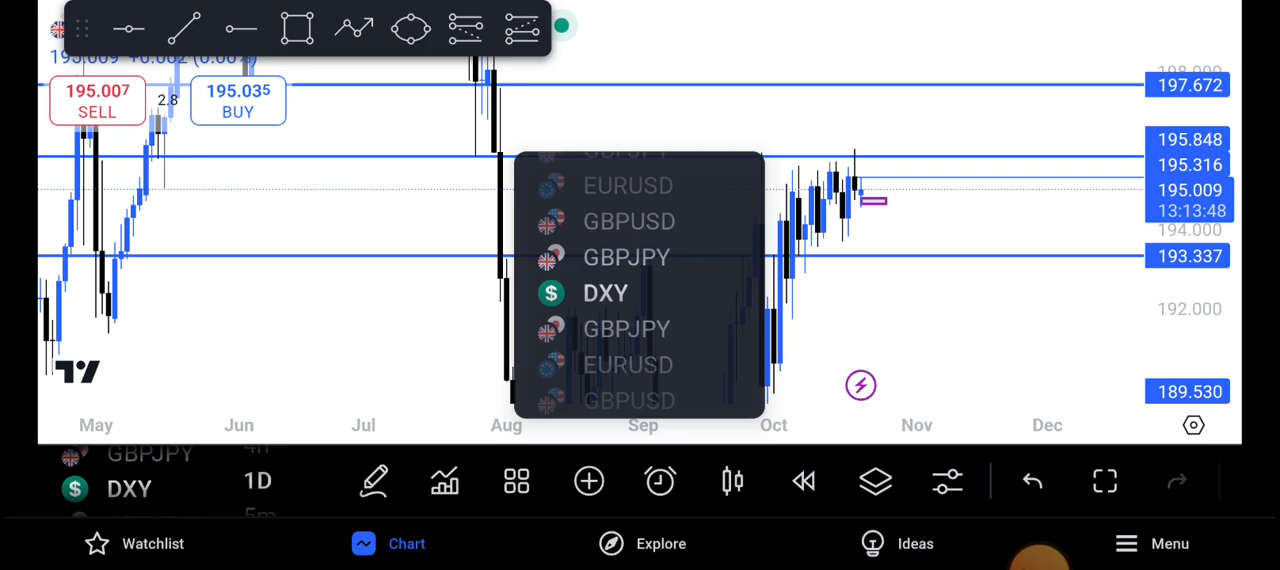 195.009 +0.002 (0.00%)
195.007
SELL
2.8
195.035
BUY
198.000
197.672
195.848
195.316
195.009
13:13:48
194.000
193.337
192.000
189.530
GBPJPY
EURUSD
GBPUSD
GBPJPY
DXY
GBPJPY
EURUSD
GBPUSD
May
Jun
Jul
Aug
Sep
Oct
Nov
Dec
GBPJPY
4h
DXY
1D
5m
Watchlist
Chart
Explore
Ideas
Menu